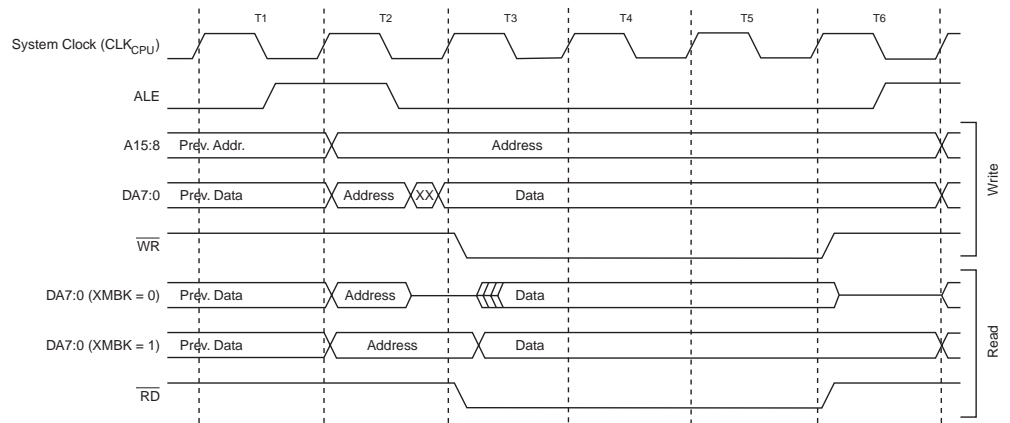 T1 T2 T3 T4 T5 T6
System Clock (CLKCPU)
ALE
A15:8 Prev. Addr. Address
DA7:0 Prev. Data Address XX Data
WR
Write
DA7:0 (XMBK = 0) Prev. Data Address Data
DA7:0 (XMBK = 1) Prev. Data Address Data
RD
Read